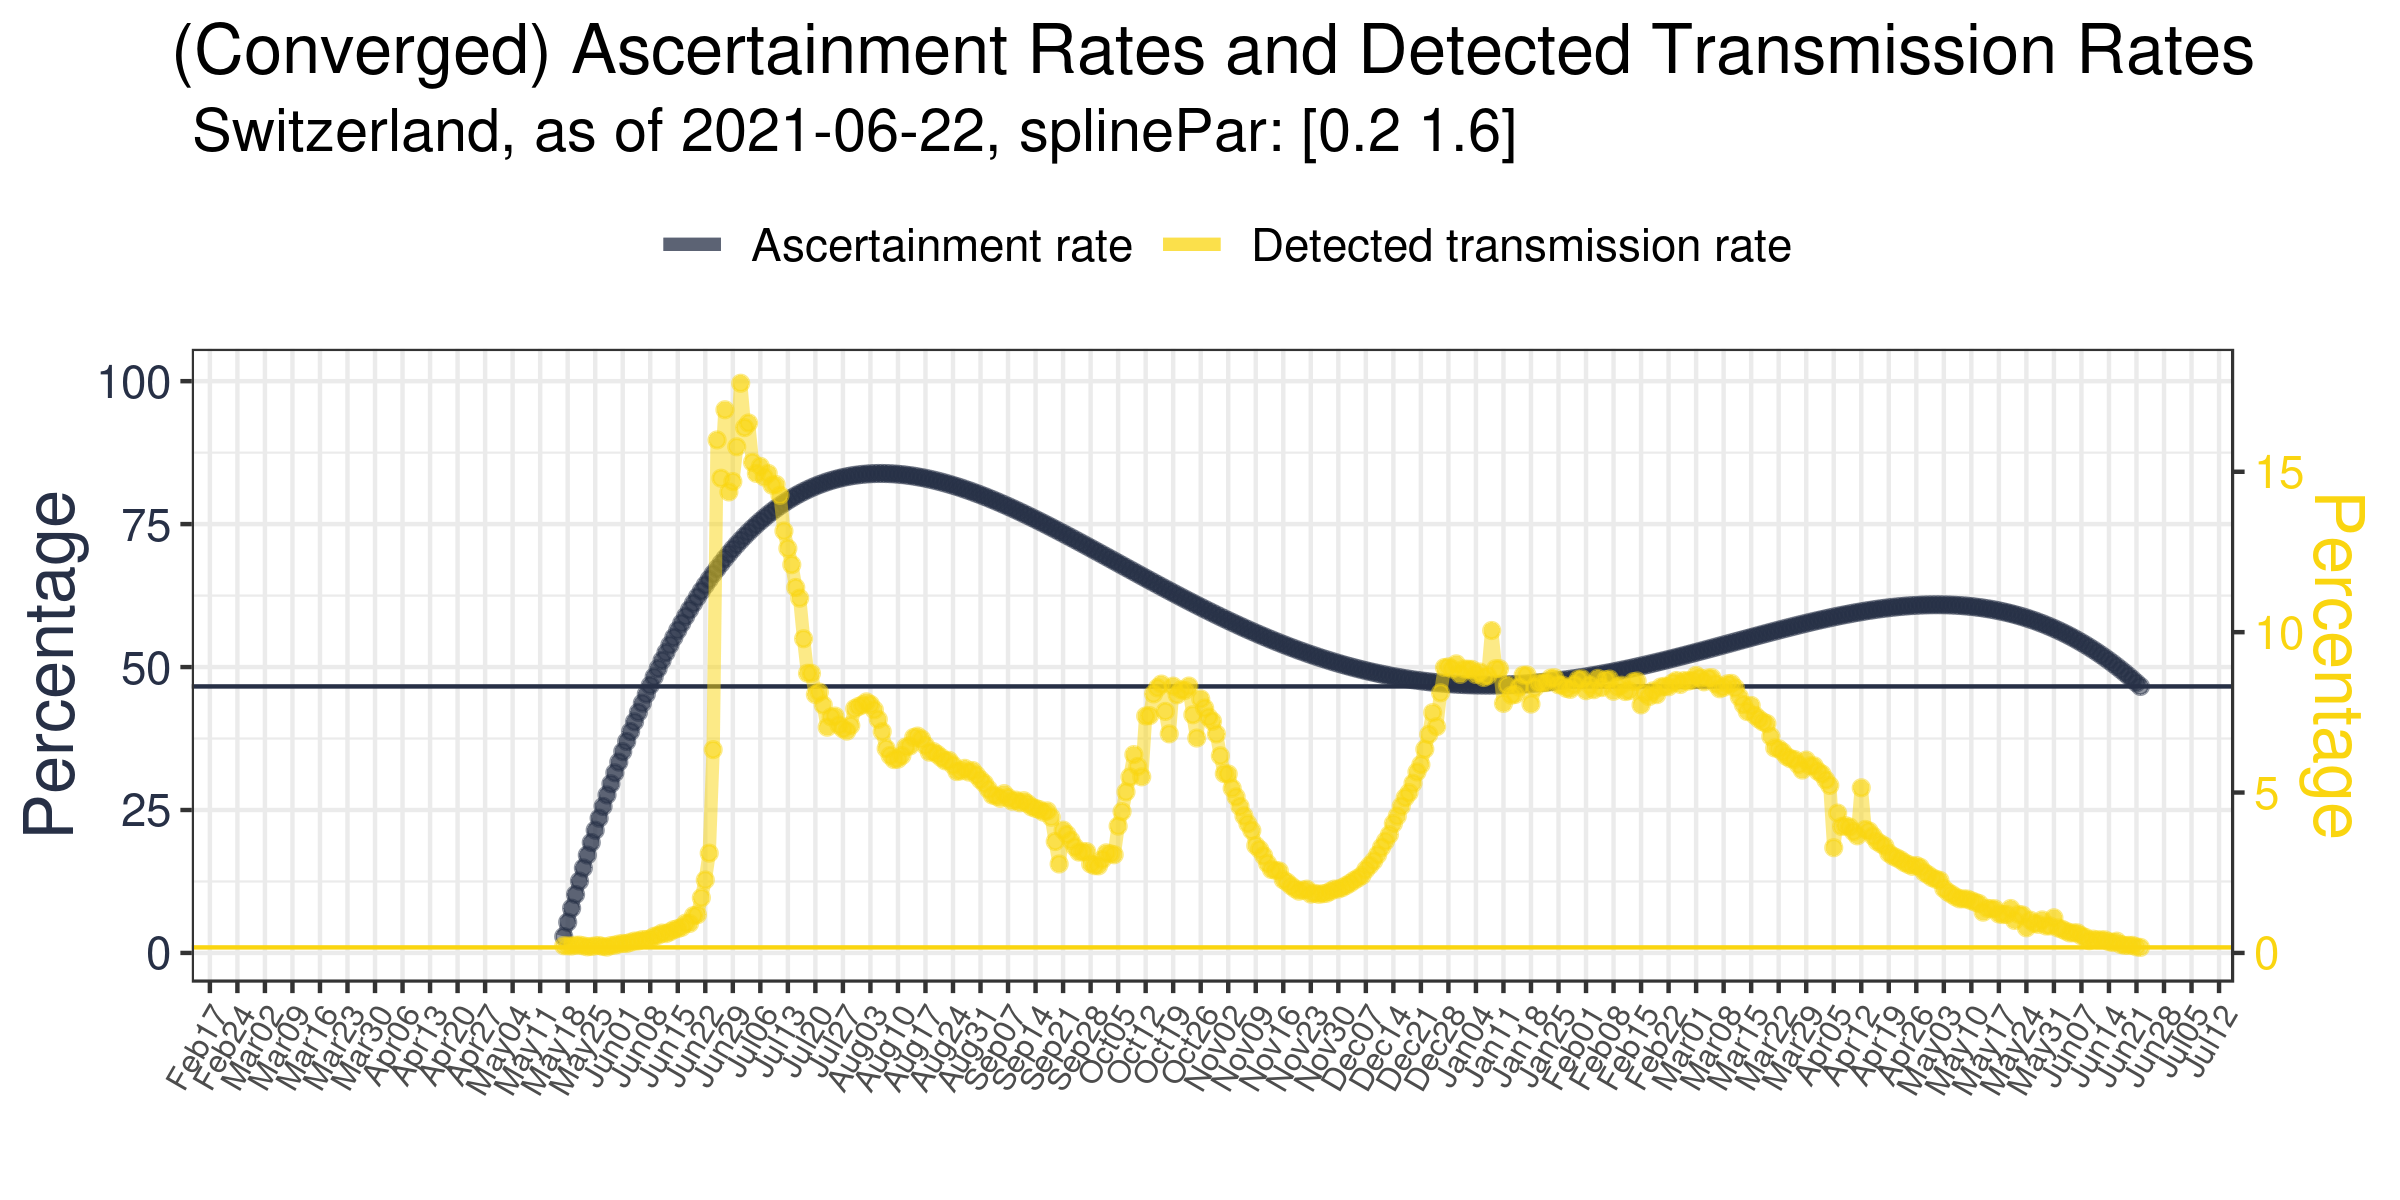 (Converged) Ascertainment Rates and Detected Transmission Rates
Switzerland, as of 2021-06-22, splinePar: [0.2 1.6]
Ascertainment rate
Detected transmission rate
Percentage
100
75
50
25
0
15
10
5
0
Percentage
Feb17
Feb24
Mar02
Mar09
Mar16
Mar23
Mar30
Apr06
Apr13
Apr20
Apr27
May04
May11
May18
May25
Jun01
Jun08
Jun15
Jun22
Jun29
Jul06
Jul13
Jul20
Jul27
Aug03
Aug10
Aug17
Aug24
Aug31
Sep07
Sep14
Sep21
Sep28
Oct05
Oct12
Oct19
Oct26
Nov02
Nov09
Nov16
Nov23
Nov30
Dec07
Dec14
Dec21
Dec28
Jan04
Jan11
Jan18
Jan25
Feb01
Feb08
Feb15
Feb22
Mar01
Mar08
Mar15
Mar22
Mar29
Apr05
Apr12
Apr19
Apr26
May03
May10
May17
May24
May31
Jun07
Jun14
Jun21
Jun28
Jul05
Jul12